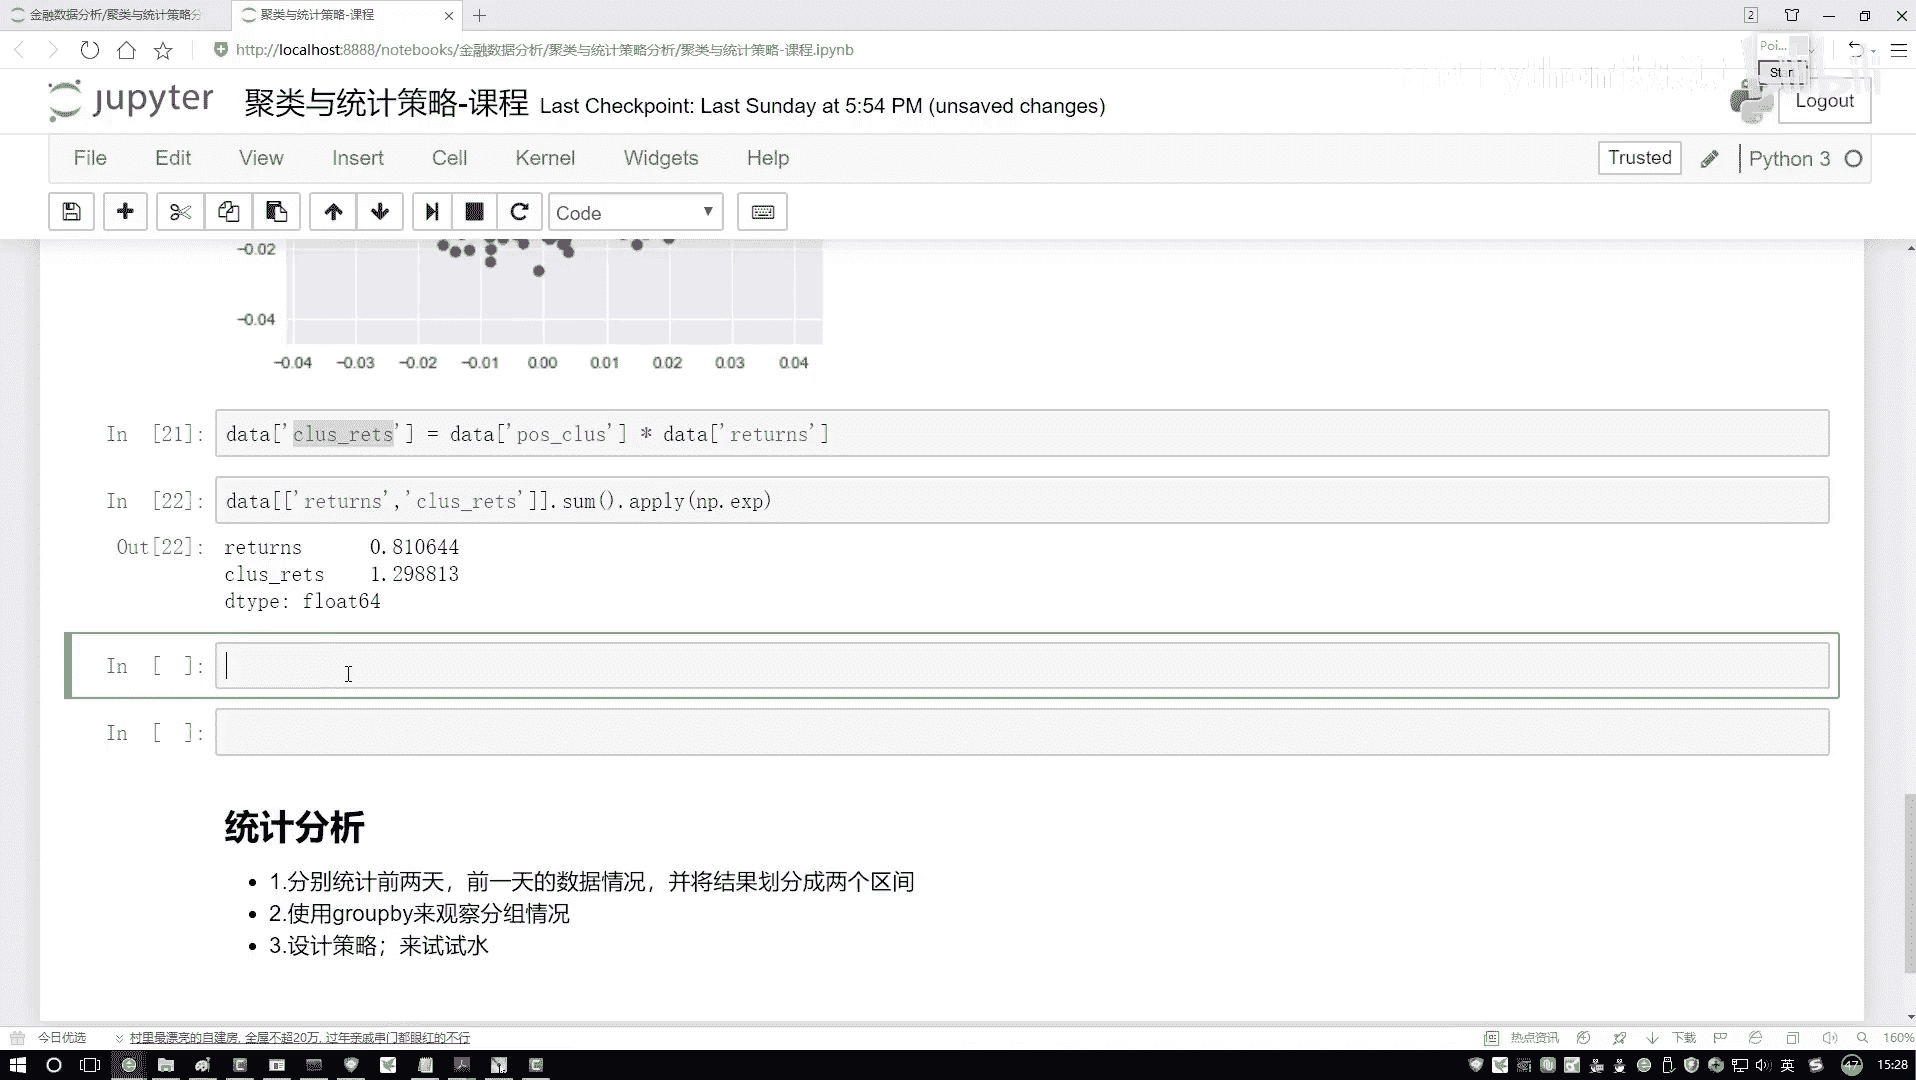 金融数据分析/聚类与统计策略分
聚类与统计策略-课程
2
http://localhost:8888/notebooks/金融数据分析/聚类与统计策略分析/聚类与统计策略-课程.ipynb
Poi...
jupyter 聚类与统计策略-课程 Last Checkpoint: Last Sunday at 5:54 PM (unsaved changes)
Logout
File Edit View Insert Cell Kernel Widgets Help
Trusted Python 3
Code
−0.02
−0.04
−0.04 −0.03 −0.02 −0.01 0.00 0.01 0.02 0.03 0.04
In [21]: data['clus_rets'] = data['pos_clus'] * data['returns']
In [22]: data[['returns','clus_rets']].sum().apply(np.exp)
Out[22]: returns 0.810644
clus_rets 1.298813
dtype: float64
In [ ]:
In [ ]:
统计分析
• 1.分别统计前两天，前一天的数据情况，并将结果划分成两个区间
• 2.使用groupby来观察分组情况
• 3.设计策略；来试试水
今日优选 村里最漂亮的自建房, 全屋不超20万, 过年亲戚串门都眼红的不行
热点资讯 下载 160%
英 47 15:28